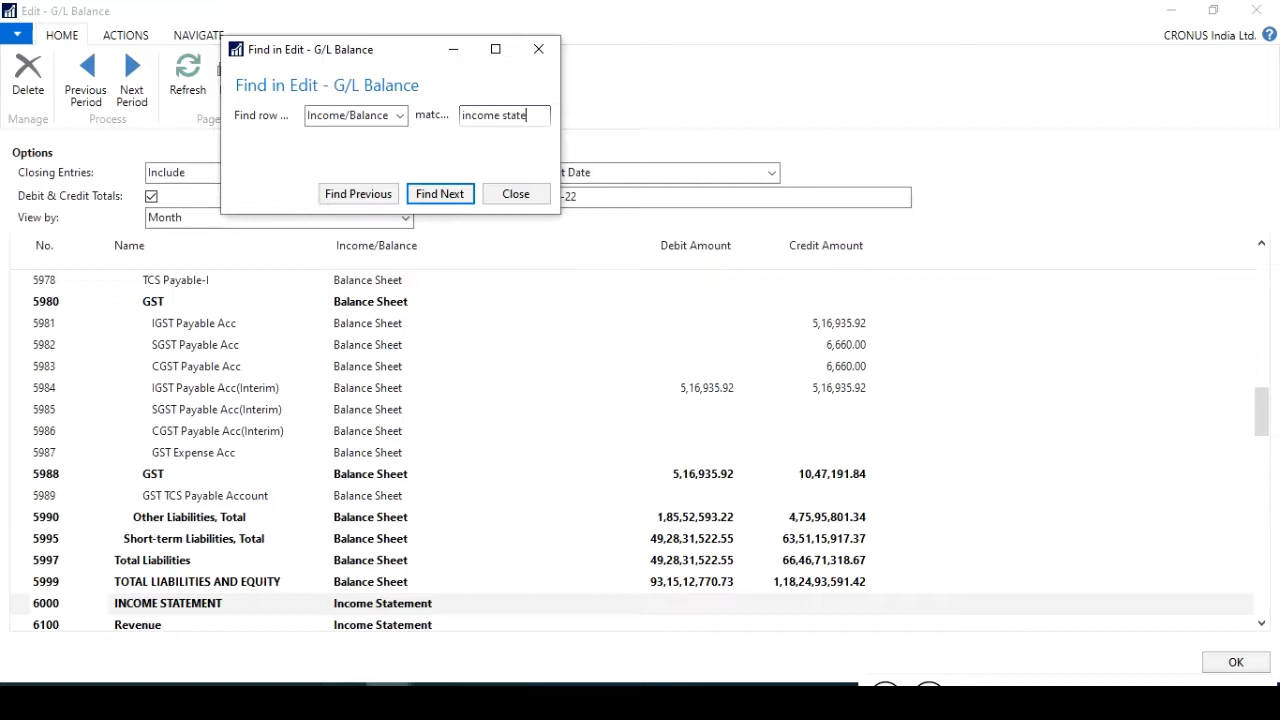 Edit - G/L Balance
HOME ACTIONS NAVIGATE CRONUS India Ltd.
Find in Edit - G/L Balance
Find in Edit - G/L Balance
Find row ... Income/Balance matc... income state
Find Previous Find Next Close
Delete Previous Period Next Period Refresh
Manage Process
Options
Closing Entries: Include t Date
Debit & Credit Totals: -22
View by: Month
No. Name Income/Balance Debit Amount Credit Amount
5978 TCS Payable-I Balance Sheet
5980 GST Balance Sheet
5981 IGST Payable Acc Balance Sheet 5,16,935.92
5982 SGST Payable Acc Balance Sheet 6,660.00
5983 CGST Payable Acc Balance Sheet 6,660.00
5984 IGST Payable Acc(Interim) Balance Sheet 5,16,935.92 5,16,935.92
5985 SGST Payable Acc(Interim) Balance Sheet
5986 CGST Payable Acc(Interim) Balance Sheet
5987 GST Expense Acc Balance Sheet
5988 GST Balance Sheet 5,16,935.92 10,47,191.84
5989 GST TCS Payable Account Balance Sheet
5990 Other Liabilities, Total Balance Sheet 1,85,52,593.22 4,75,95,801.34
5995 Short-term Liabilities, Total Balance Sheet 49,28,31,522.55 63,51,15,917.37
5997 Total Liabilities Balance Sheet 49,28,31,522.55 66,46,71,318.67
5999 TOTAL LIABILITIES AND EQUITY Balance Sheet 93,15,12,770.73 1,18,24,93,591.42
6000 INCOME STATEMENT Income Statement
6100 Revenue Income Statement
OK